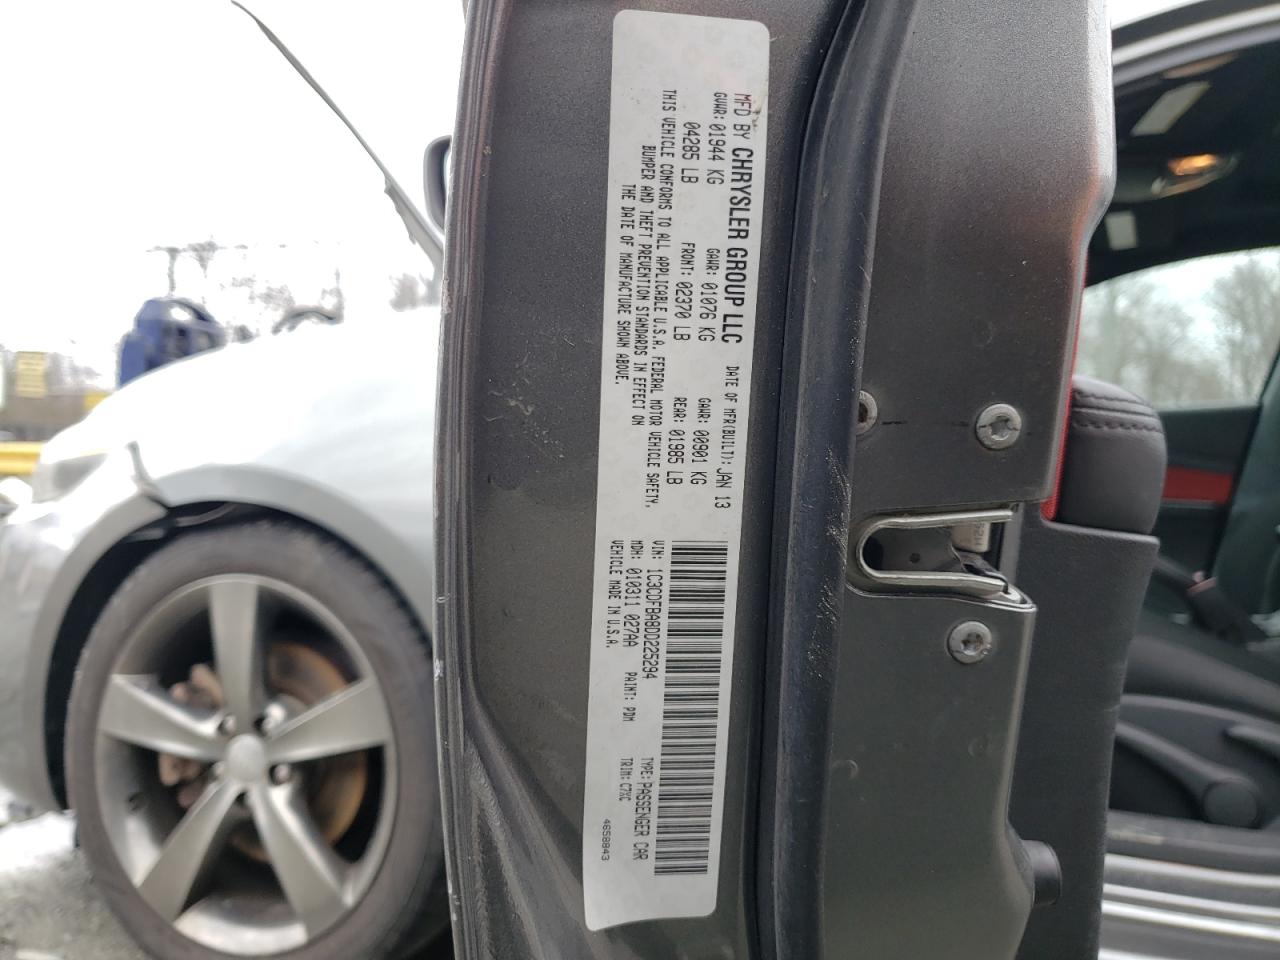 MFD BY CHRYSLER GROUP LLC
DATE OF MFR(BUILT): JAN 13
GVWR: 01944 KG
GAWR: 01076 KG
GAWR: 00901 KG
04285 LB
FRONT: 02370 LB
REAR: 01985 LB
THIS VEHICLE CONFORMS TO ALL APPLICABLE U.S.A. FEDERAL MOTOR VEHICLE SAFETY,
BUMPER AND THEFT PREVENTION STANDARDS IN EFFECT ON
THE DATE OF MANUFACTURE SHOWN ABOVE.
VIN: 1C3CDFBA8DD225294
TYPE: PASSENGER CAR
MDH: 010311 027AA
PAINT: PDM
TRIM: C7XC
VEHICLE MADE IN U.S.A.
4658843